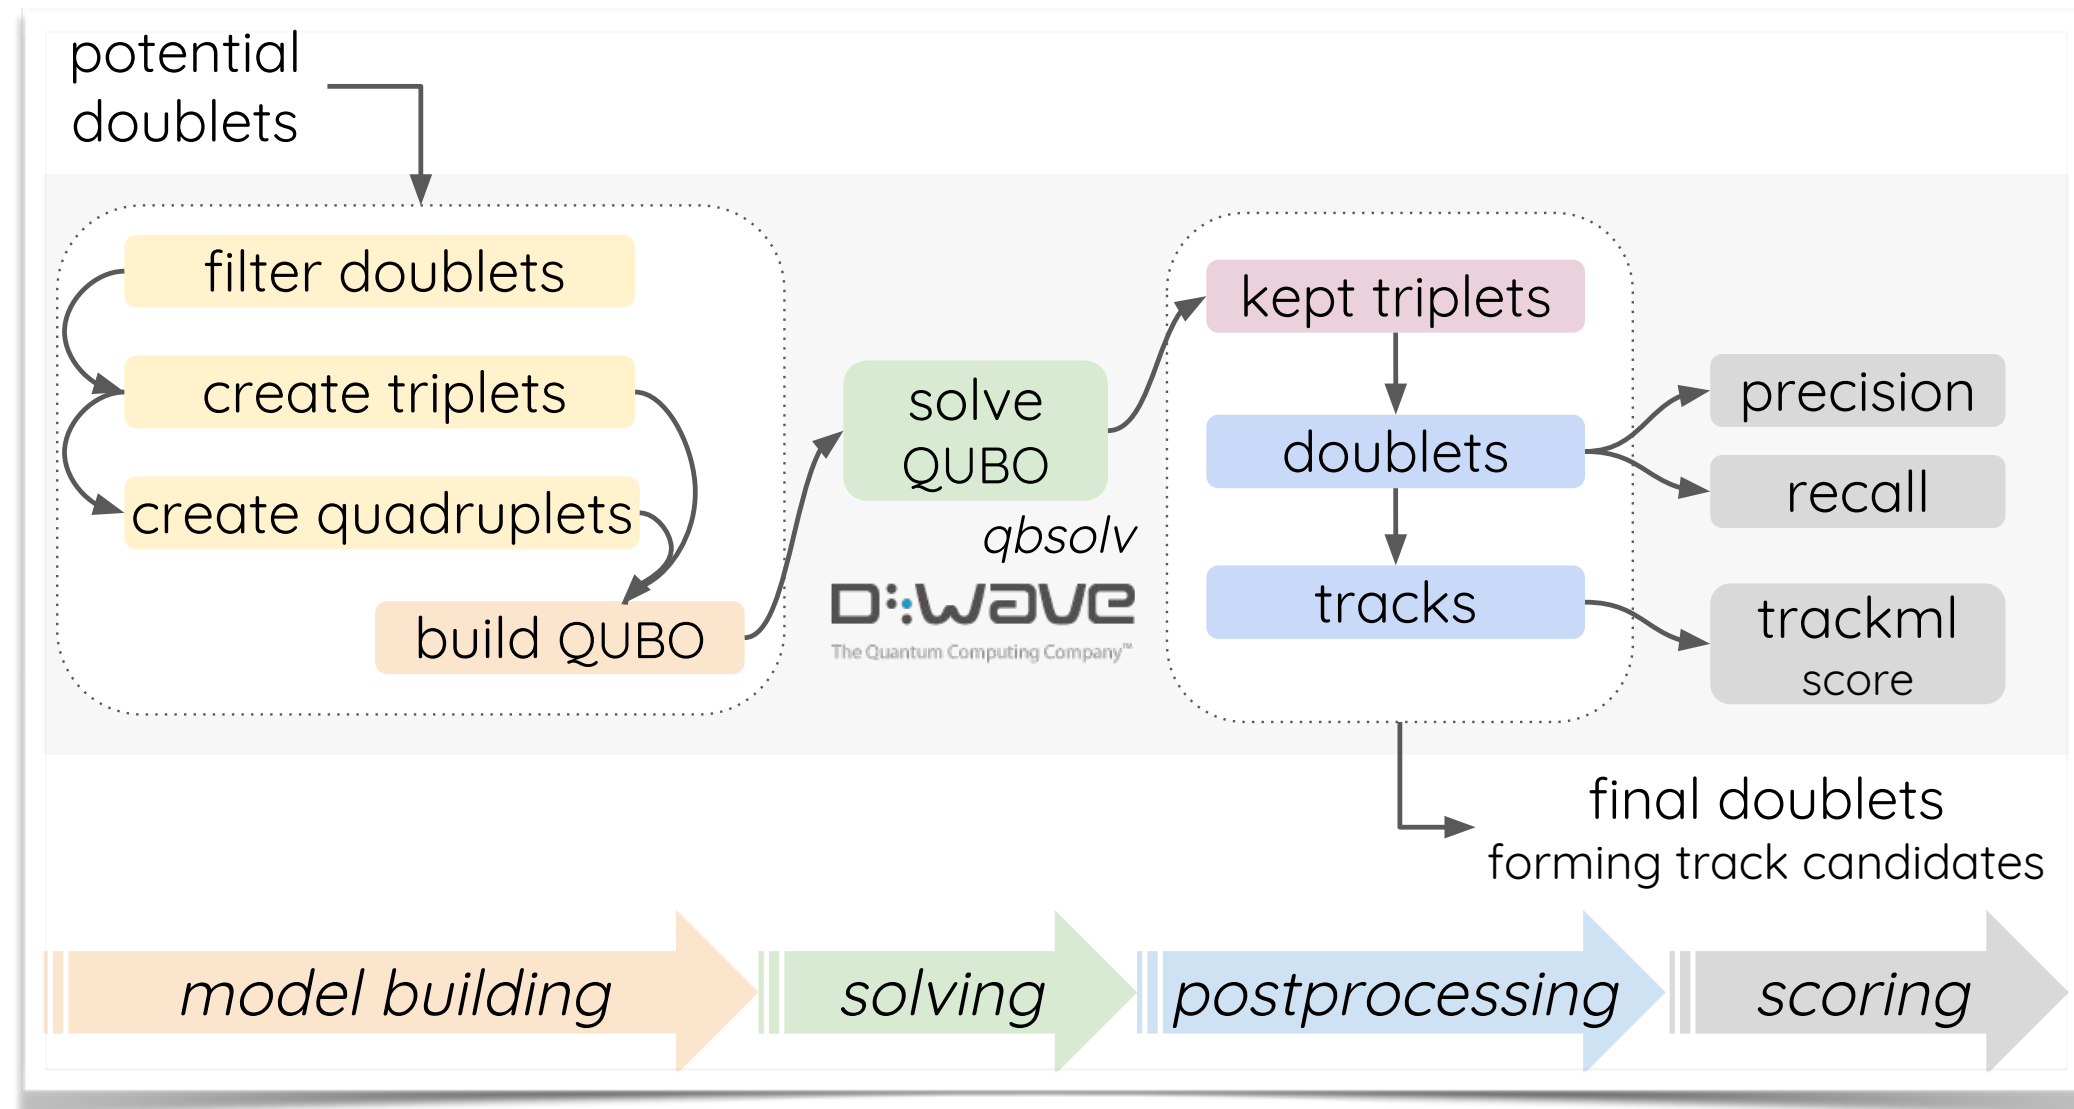 potential
doublets
filter doublets
create triplets
create quadruplets
build QUBO
solve
QUBO
qbsolv
D:Wave
The Quantum Computing Company™
kept triplets
doublets
tracks
precision
recall
trackml
score
final doublets
forming track candidates
model building
solving
postprocessing
scoring